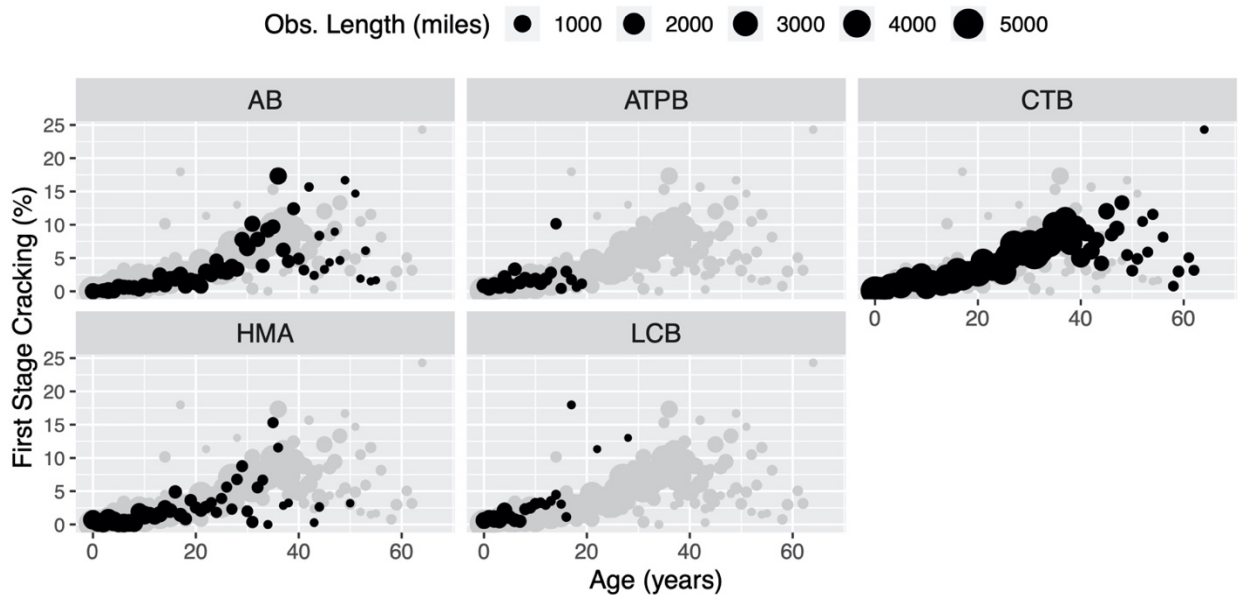 Obs. Length (miles) 1000 2000 3000 4000 5000
AB ATPB CTB
First Stage Cracking (%)
25
20
15
10
5
0
0 20 40 60
HMA LCB
25
20
15
10
5
0
0 20 40 60 0 20 40 60
Age (years)